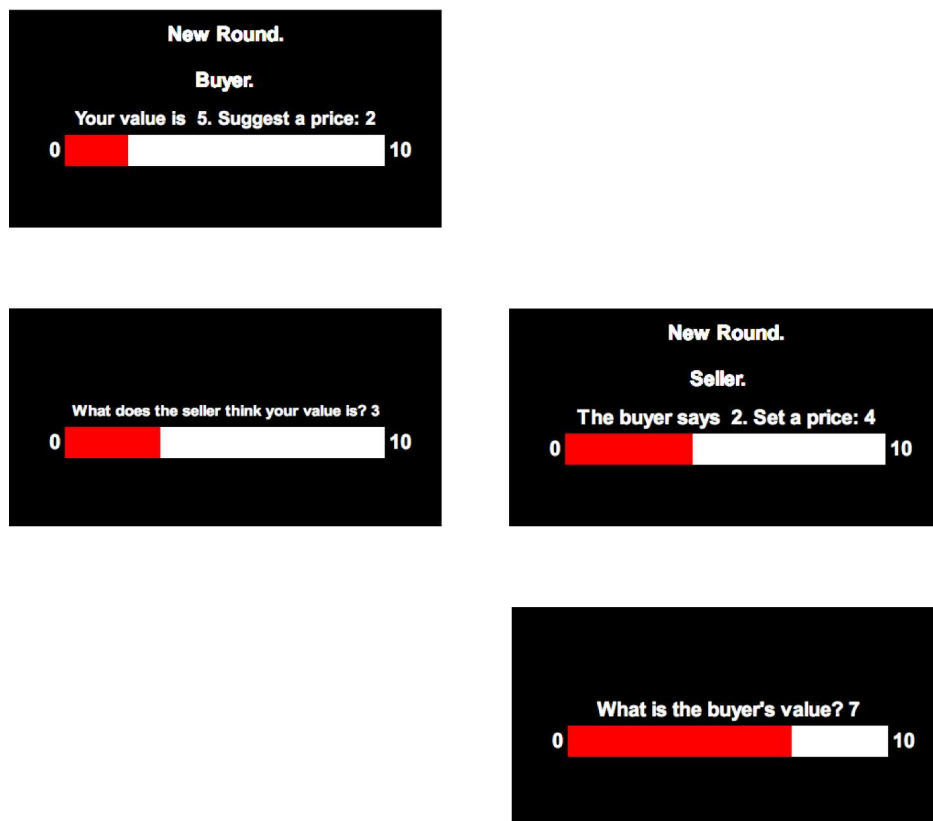 New Round.
Buyer.
Your value is 5. Suggest a price: 2
0 10
What does the seller think your value is? 3
0 10
New Round.
Seller.
The buyer says 2. Set a price: 4
0 10
What is the buyer's value? 7
0 10